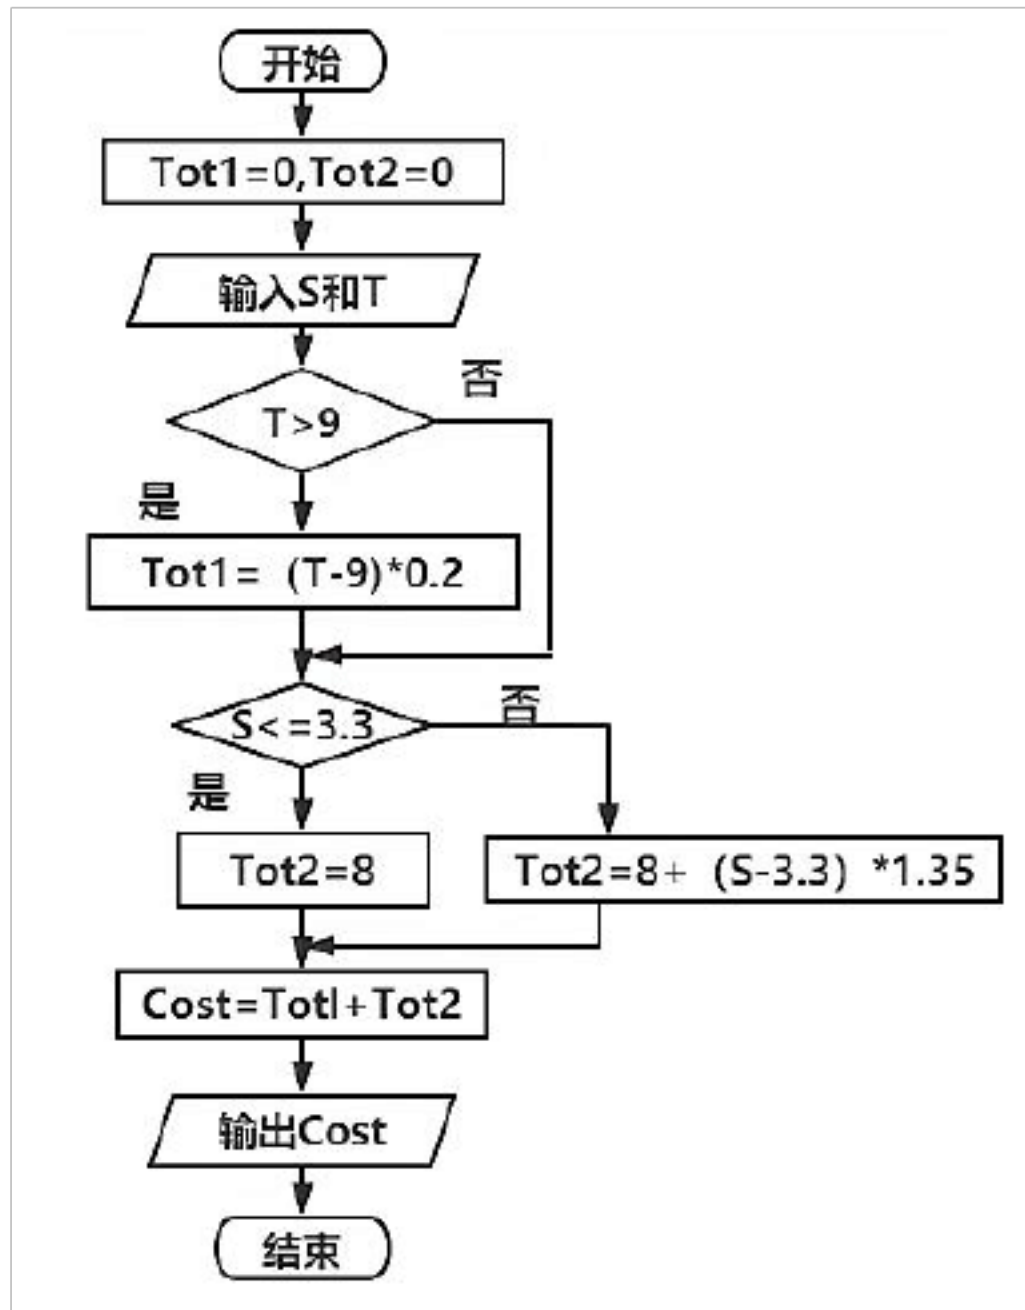 开始
Tot1=0,Tot2=0
输入S和T
否
T>9
是
Tot1= (T-9)*0.2
否
S<=3.3
是
Tot2=8
Tot2=8+ (S-3.3) *1.35
Cost=Totl+Tot2
输出Cost
结束